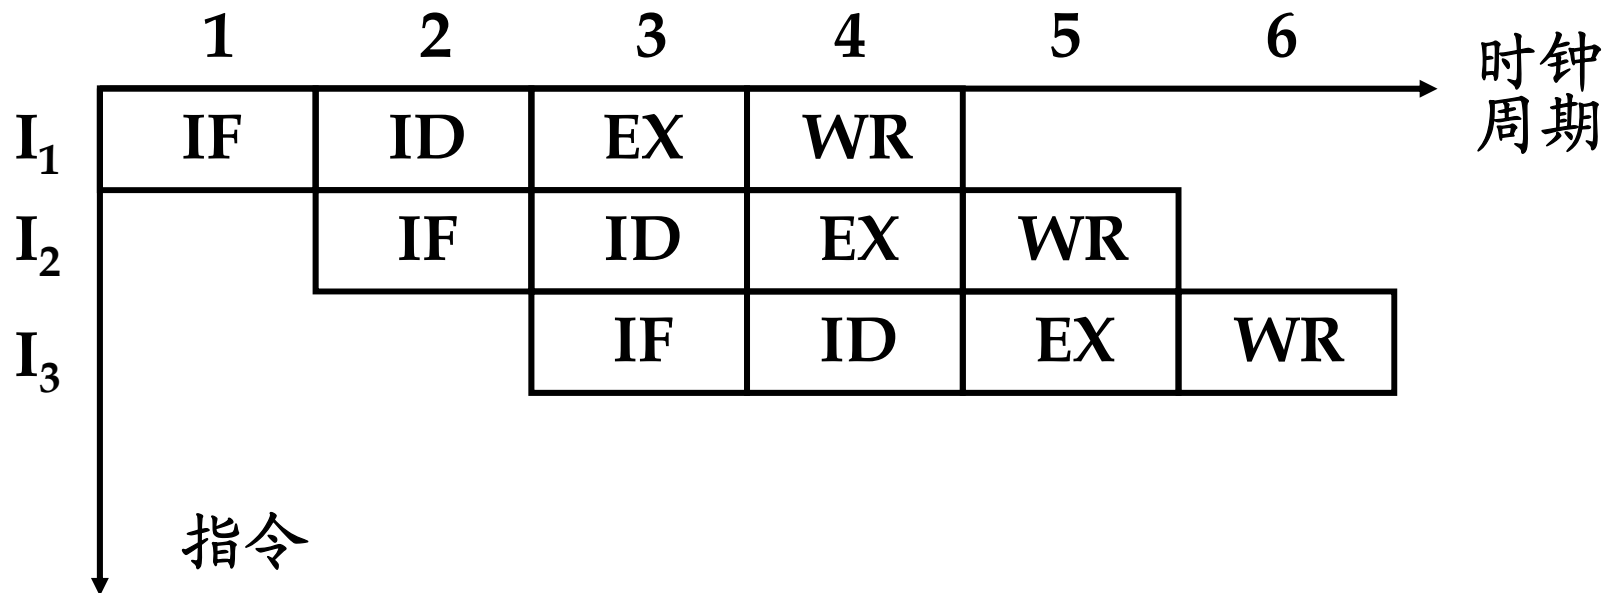 1 2 3 4 5 6
时钟
周期
I1 IF ID EX WR
I2 IF ID EX WR
I3 IF ID EX WR
指令